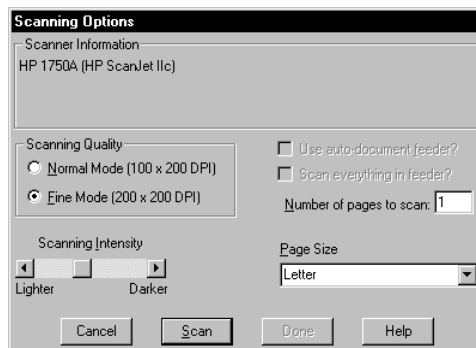 Scanning Options
Scanner Information
HP 1750A (HP ScanJet IIc)
Scanning Quality
Normal Mode (100 x 200 DPI)
Fine Mode (200 x 200 DPI)
Use auto-document feeder?
Scan everything in feeder?
Number of pages to scan: 1
Scanning Intensity
Lighter Darker
Page Size
Letter
Cancel Scan Done Help